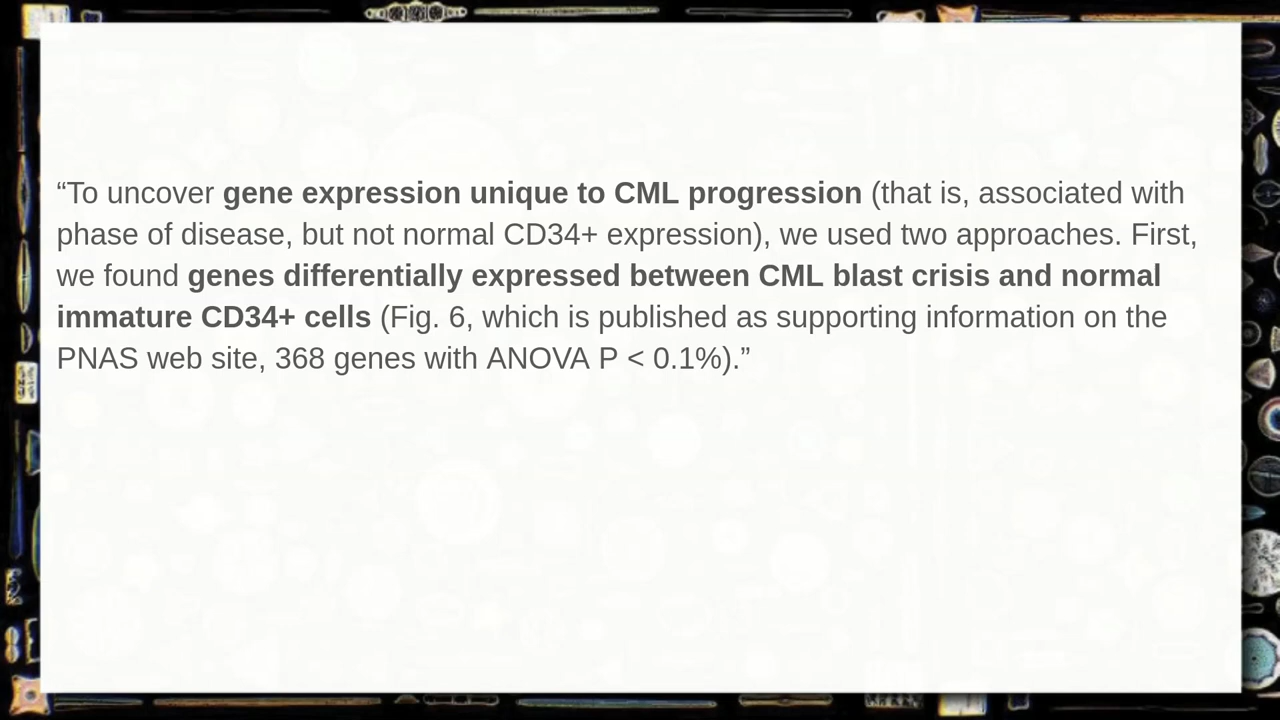 “To uncover gene expression unique to CML progression (that is, associated with
phase of disease, but not normal CD34+ expression), we used two approaches. First,
we found genes differentially expressed between CML blast crisis and normal
immature CD34+ cells (Fig. 6, which is published as supporting information on the
PNAS web site, 368 genes with ANOVA P < 0.1%).”